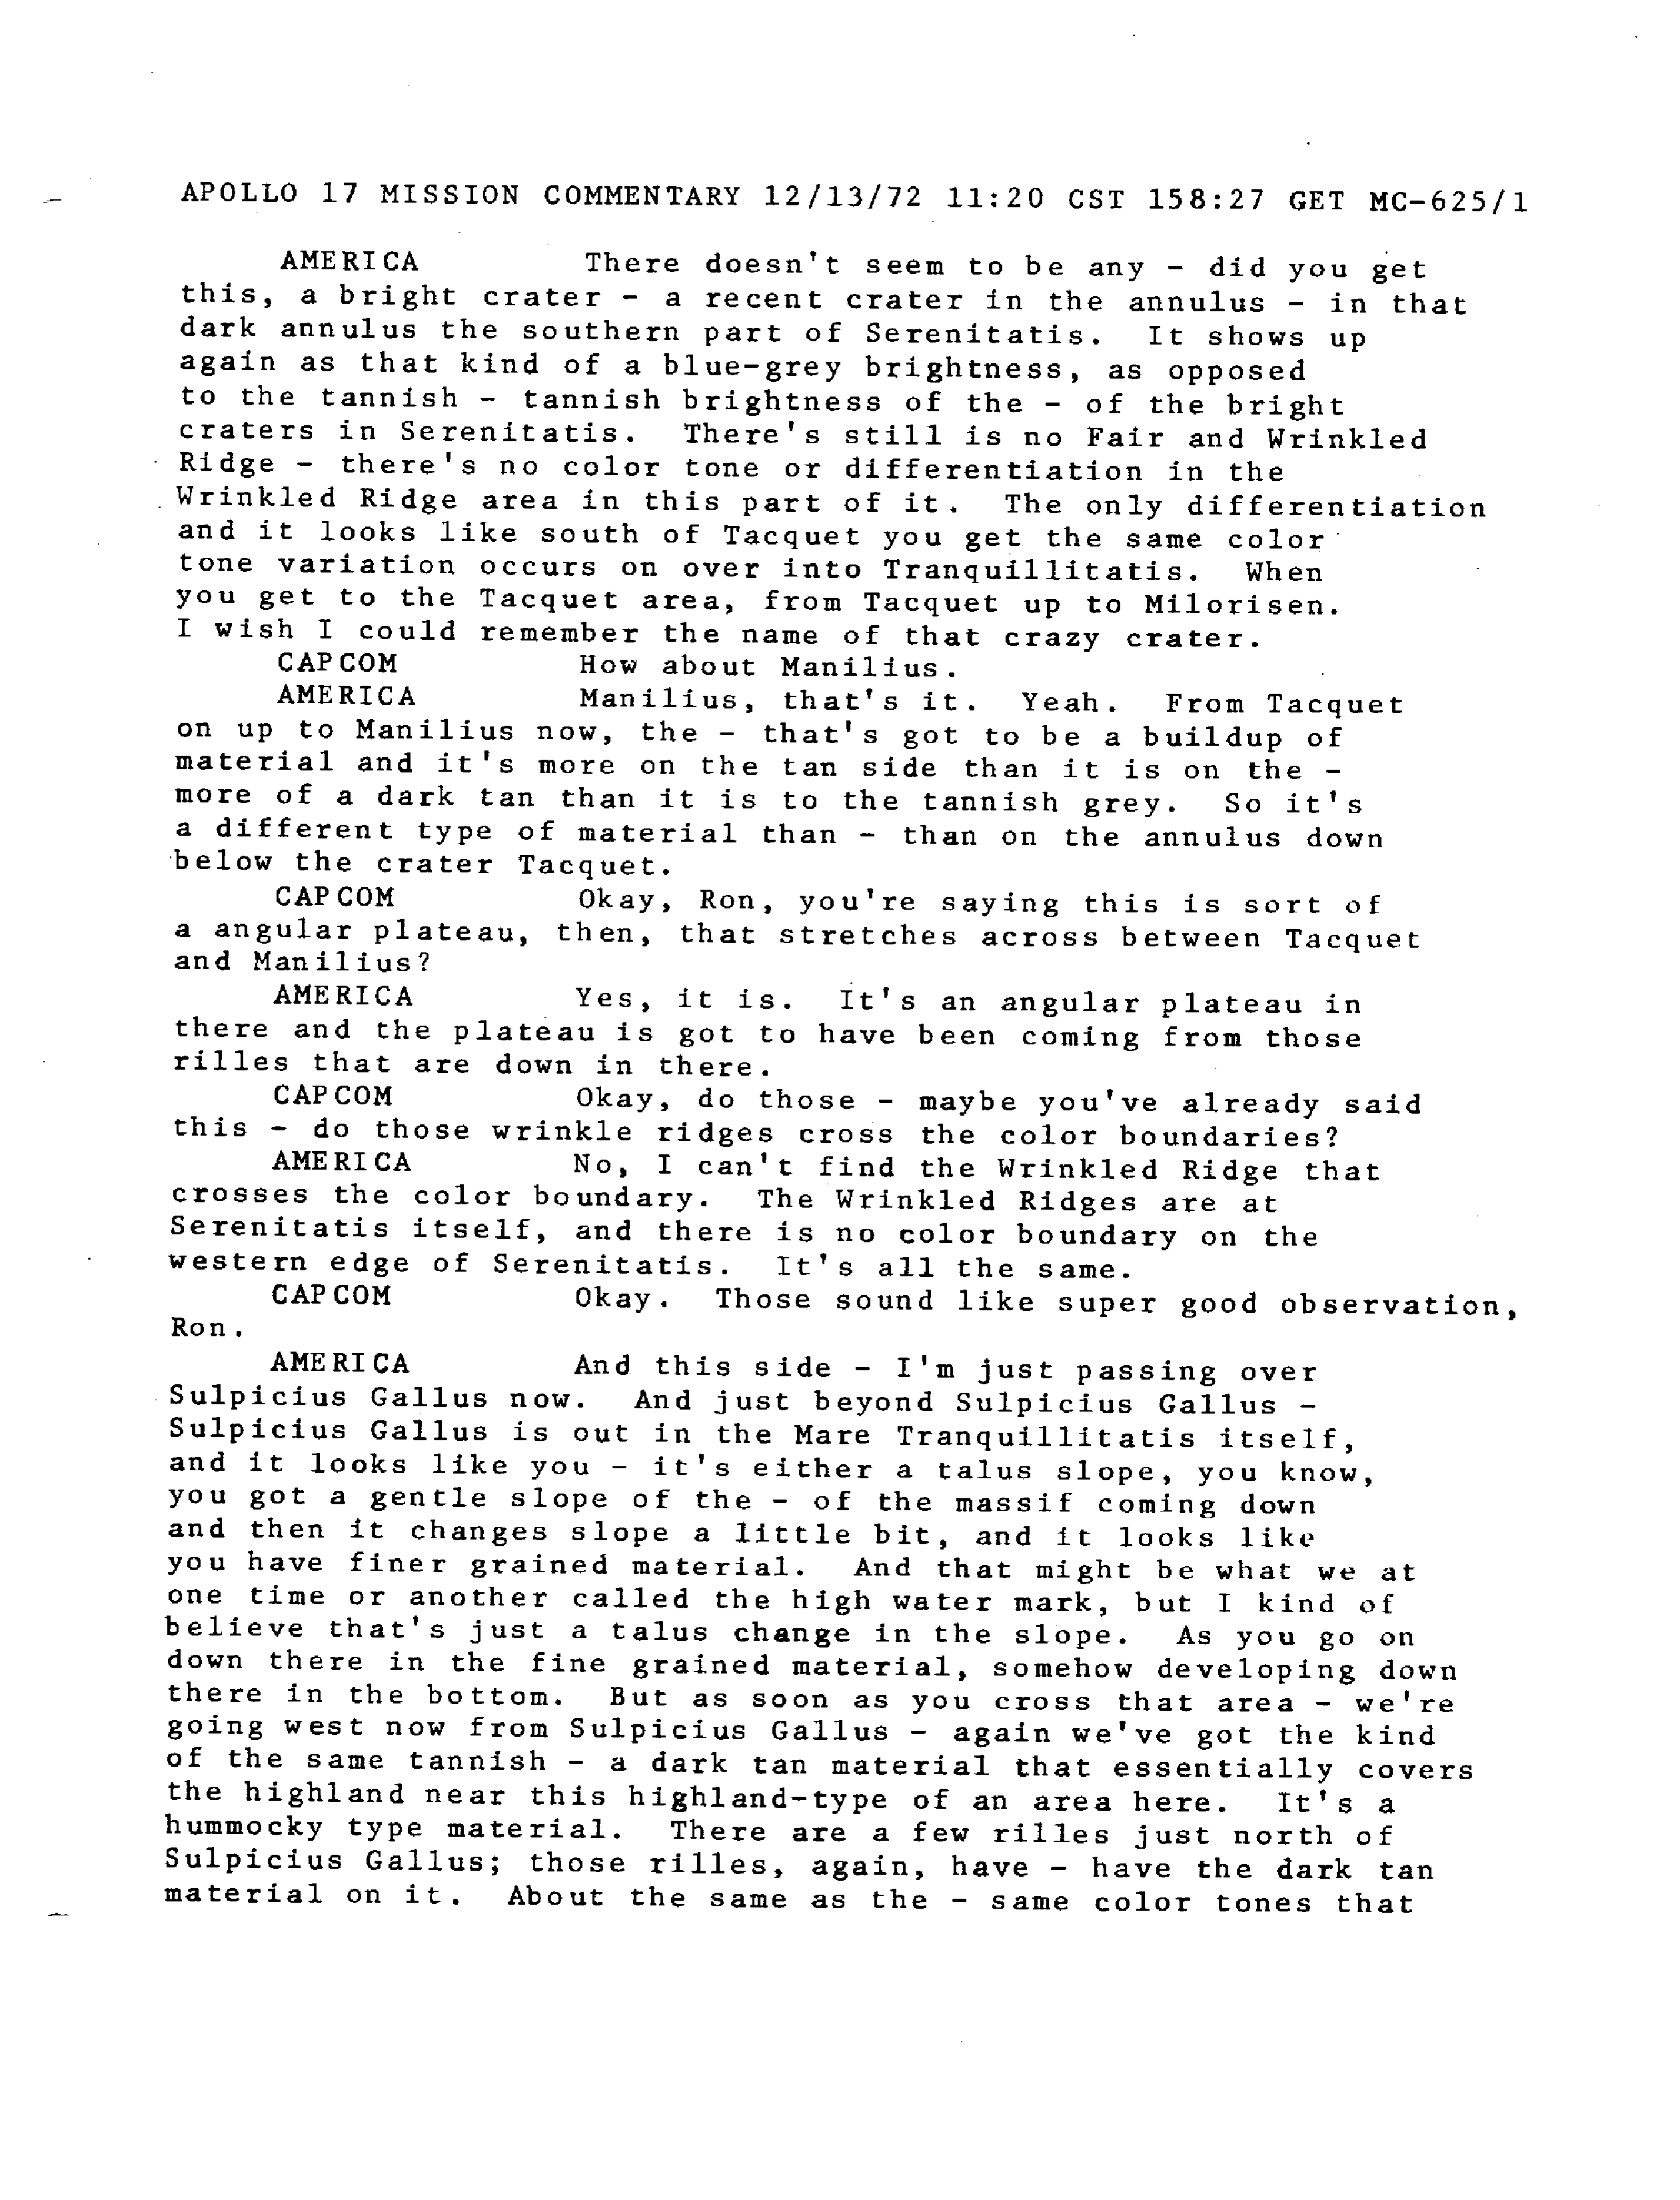 APOLLO 17 MISSION COMMENTARY 12/13/72 11:20 CST 158:27 GET MC-625/1
AMERICA There doesn't seem to be any - did you get
this, a bright crater - a recent crater in the annulus - in that
dark annulus the southern part of Serenitatis. It shows up
again as that kind of a blue-grey brightness, as opposed
to the tannish - tannish brightness of the - of the bright
craters in Serenitatis. There's still is no Fair and Wrinkled
Ridge - there's no color tone or differentiation in the
Wrinkled Ridge area in this part of it. The only differentiation
and it looks like south of Tacquet you get the same color
tone variation occurs on over into Tranquillitatis. When
you get to the Tacquet area, from Tacquet up to Milorisen.
I wish I could remember the name of that crazy crater.
CAPCOM How about Manilius.
AMERICA Manilius, that's it. Yeah. From Tacquet
on up to Manilius now, the - that's got to be a buildup of
material and it's more on the tan side than it is on the -
more of a dark tan than it is to the tannish grey. So it's
a different type of material than - than on the annulus down
below the crater Tacquet.
CAPCOM Okay, Ron, you're saying this is sort of
a angular plateau, then, that stretches across between Tacquet
and Manilius?
AMERICA Yes, it is. It's an angular plateau in
there and the plateau is got to have been coming from those
rilles that are down in there.
CAPCOM Okay, do those - maybe you've already said
this - do those wrinkle ridges cross the color boundaries?
AMERICA No, I can't find the Wrinkled Ridge that
crosses the color boundary. The Wrinkled Ridges are at
Serenitatis itself, and there is no color boundary on the
western edge of Serenitatis. It's all the same.
CAPCOM Okay. Those sound like super good observation,
Ron.
AMERICA And this side - I'm just passing over
Sulpicius Gallus now. And just beyond Sulpicius Gallus -
Sulpicius Gallus is out in the Mare Tranquillitatis itself,
and it looks like you - it's either a talus slope, you know,
you got a gentle slope of the - of the massif coming down
and then it changes slope a little bit, and it looks like
you have finer grained material. And that might be what we at
one time or another called the high water mark, but I kind of
believe that's just a talus change in the slope. As you go on
down there in the fine grained material, somehow developing down
there in the bottom. But as soon as you cross that area - we're
going west now from Sulpicius Gallus - again we've got the kind
of the same tannish - a dark tan material that essentially covers
the highland near this highland-type of an area here. It's a
hummocky type material. There are a few rilles just north of
Sulpicius Gallus; those rilles, again, have - have the dark tan
material on it. About the same as the - same color tones that